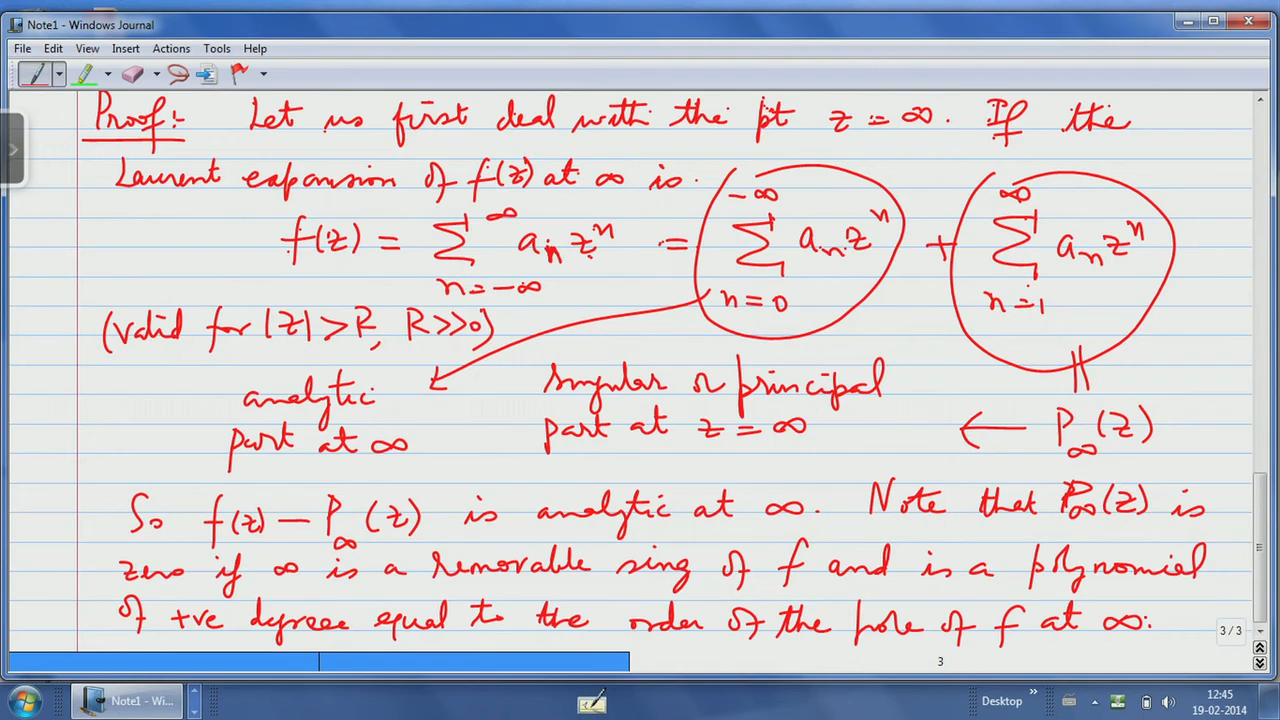 Note1 - Windows Journal
File Edit View Insert Actions Tools Help
Proof:- Let us first deal with the pt z = ∞. If the
Laurent expansion of f(z) at ∞ is
f(z) = ∑_{n=-∞}^{∞} a_n z^n = ∑_{n=0}^{-∞} a_n z^n + ∑_{n=1}^{∞} a_n z^n
(valid for |z| > R, R >> 0)
analytic part at ∞
singular or principal part at z = ∞ ← P_∞(z)
So f(z) - P_∞(z) is analytic at ∞. Note that P_∞(z) is
zero if ∞ is a removable sing of f and is a polynomial
of +ve degree equal to the order of the pole of f at ∞.
3/3
3
Note1 - Wi...
Desktop
12:45
19-02-2014